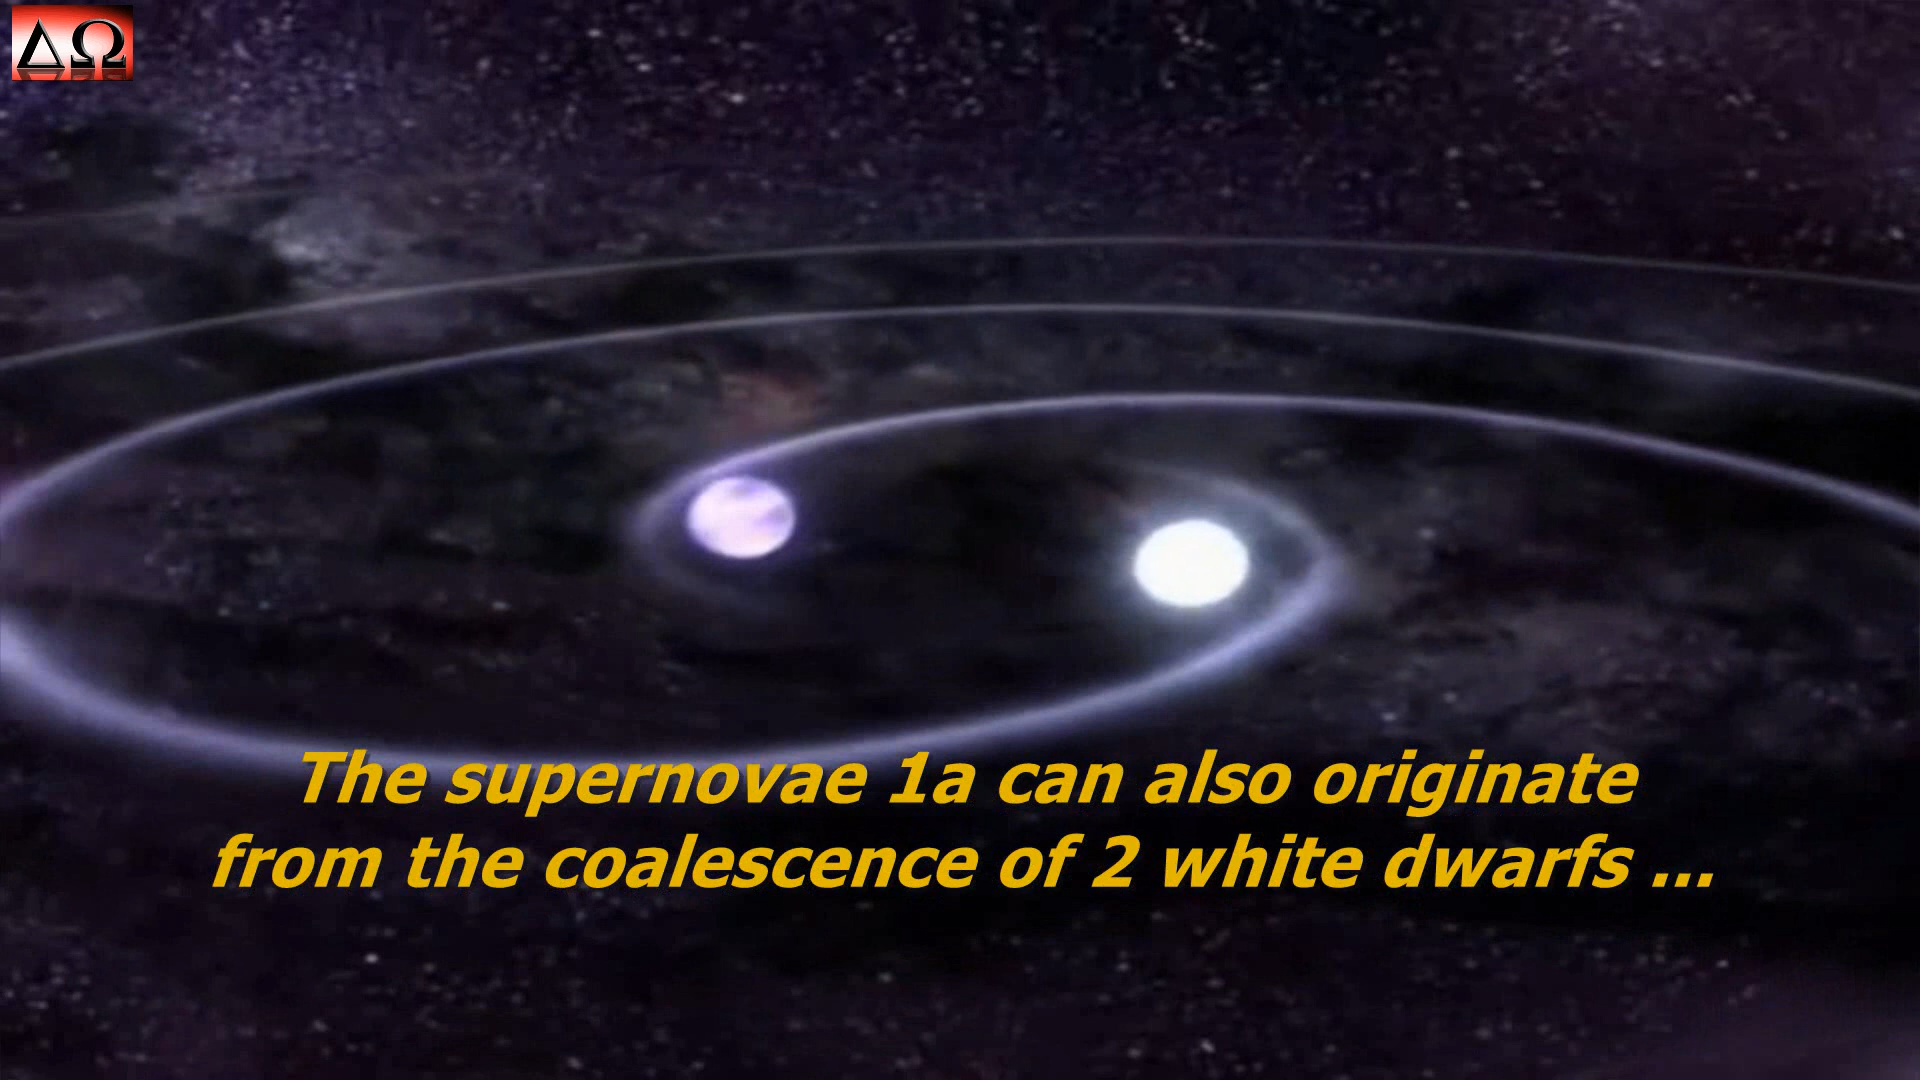 ΔΩ
The supernovae 1a can also originate
from the coalescence of 2 white dwarfs ...